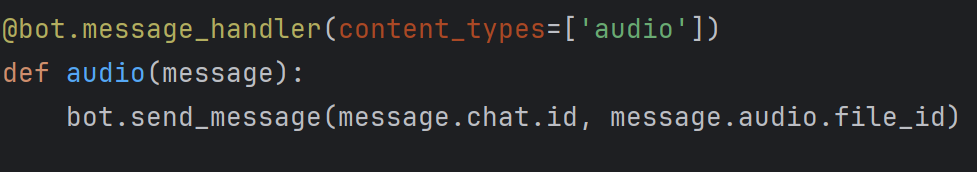 @bot.message_handler(content_types=['audio'])
def audio(message):
    bot.send_message(message.chat.id, message.audio.file_id)